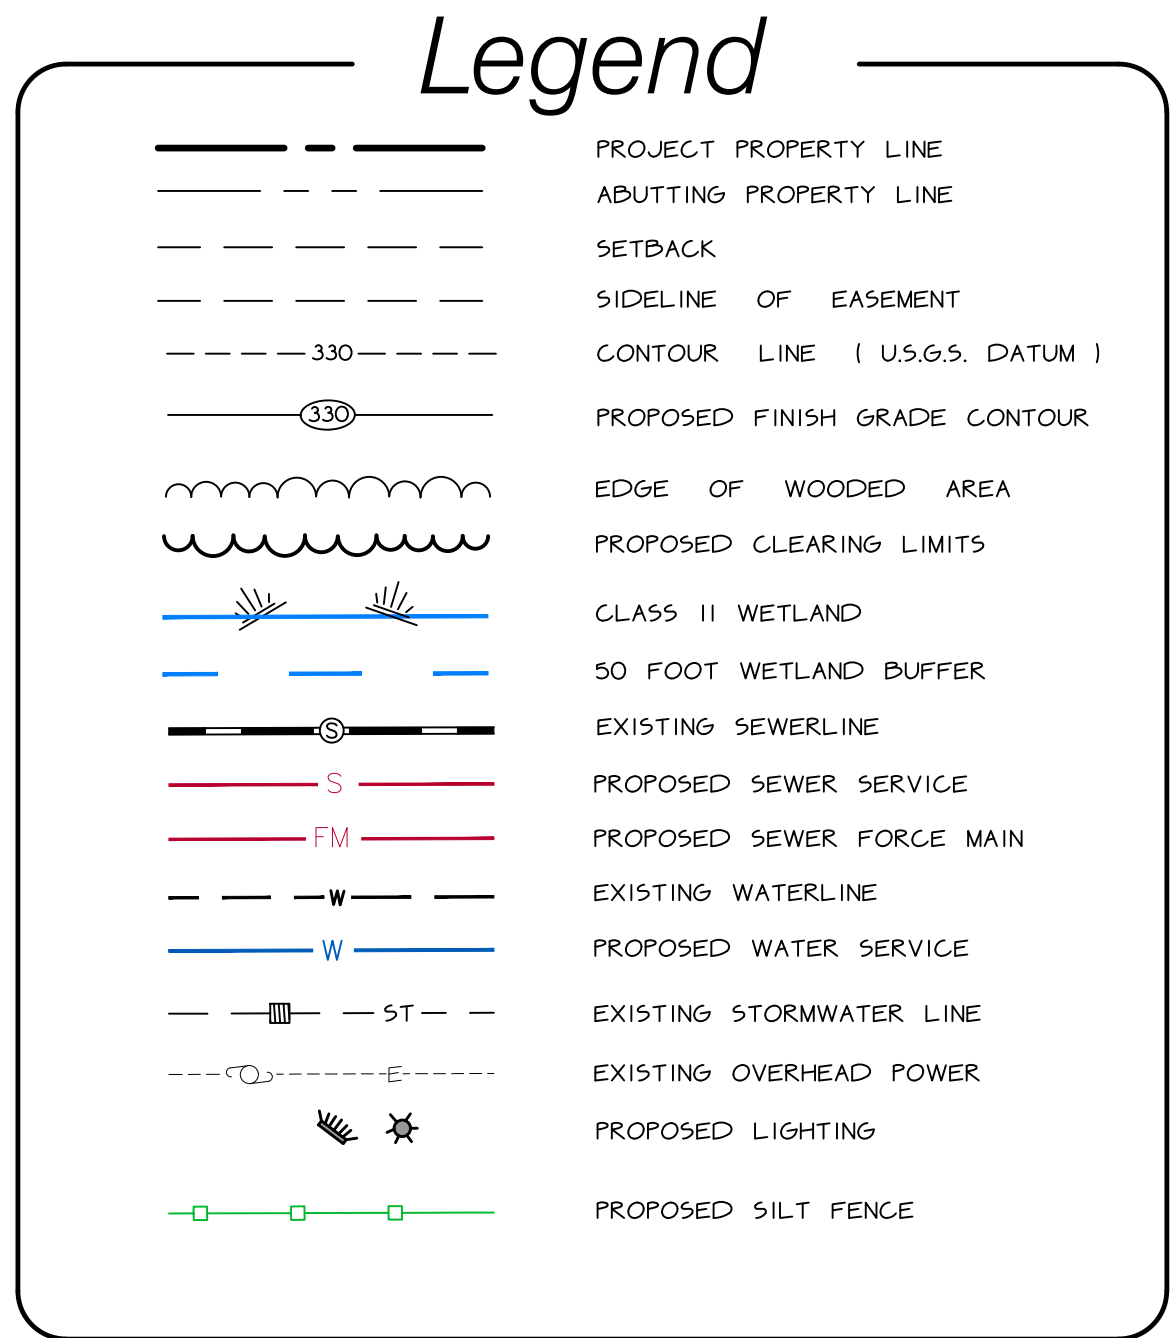 Legend
PROJECT PROPERTY LINE
ABUTTING PROPERTY LINE
SETBACK
SIDELINE OF EASEMENT
330 CONTOUR LINE ( U.S.G.S. DATUM )
330 PROPOSED FINISH GRADE CONTOUR
EDGE OF WOODED AREA
PROPOSED CLEARING LIMITS
CLASS II WETLAND
50 FOOT WETLAND BUFFER
S EXISTING SEWERLINE
S PROPOSED SEWER SERVICE
FM PROPOSED SEWER FORCE MAIN
W EXISTING WATERLINE
W PROPOSED WATER SERVICE
ST EXISTING STORMWATER LINE
E EXISTING OVERHEAD POWER
PROPOSED LIGHTING
PROPOSED SILT FENCE